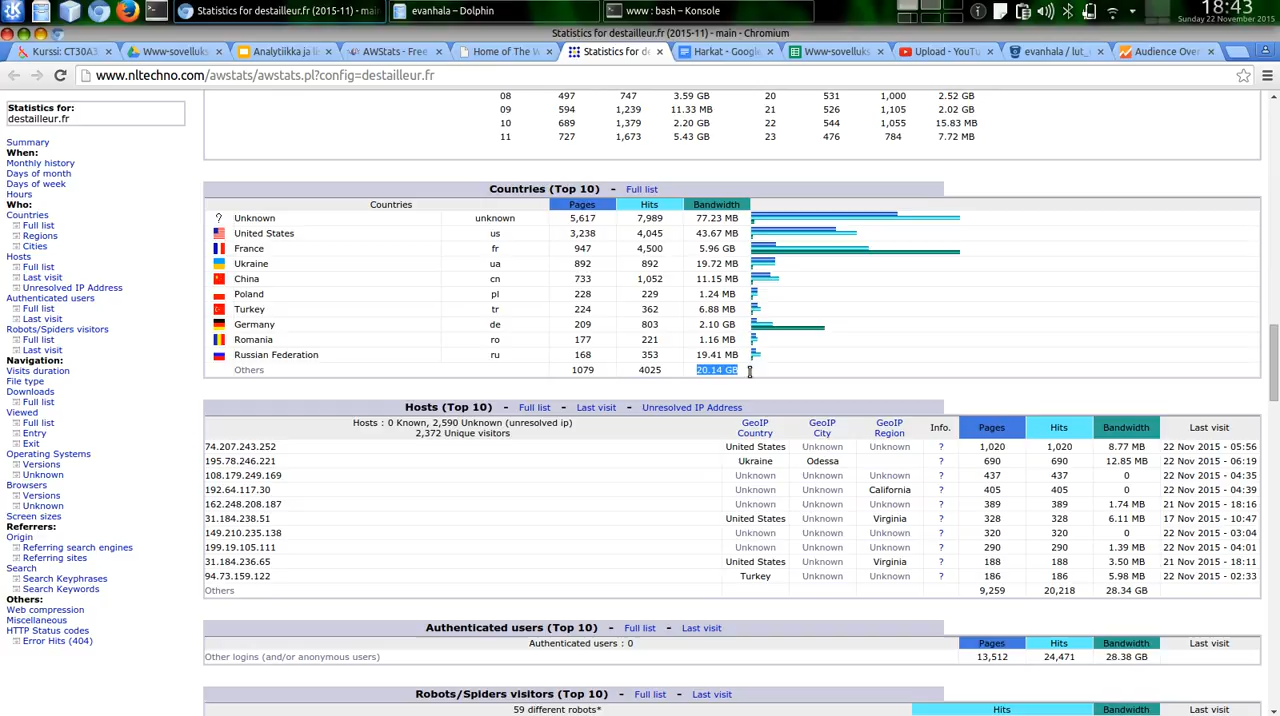 Statistics for destailleur.fr (2015-11) - main
evanhala – Dolphin
www : bash – Konsole
18:43
Sunday 22 November 2015
Statistics for destailleur.fr (2015-11) - main - Chromium
Kurssi: CT30A3
Www-sovelluks
Analytiikka ja lis
AWStats - Free
Home of The W
Statistics for de
Harkat - Google
Www-sovelluks
Upload - YouTu
evanhala / lut_
Audience Over
www.nltechno.com/awstats/awstats.pl?config=destailleur.fr
Statistics for:
destailleur.fr
Summary
When:
Monthly history
Days of month
Days of week
Hours
Who:
Countries
Full list
Regions
Cities
Hosts
Full list
Last visit
Unresolved IP Address
Authenticated users
Full list
Last visit
Robots/Spiders visitors
Full list
Last visit
Navigation:
Visits duration
File type
Downloads
Full list
Viewed
Full list
Entry
Exit
Operating Systems
Versions
Unknown
Browsers
Versions
Unknown
Screen sizes
Referrers:
Origin
Referring search engines
Referring sites
Search
Search Keyphrases
Search Keywords
Others:
Web compression
Miscellaneous
HTTP Status codes
Error Hits (404)
08 497 747 3.59 GB 20 531 1,000 2.52 GB
09 594 1,239 11.33 MB 21 526 1,105 2.02 GB
10 689 1,379 2.20 GB 22 544 1,055 15.83 MB
11 727 1,673 5.43 GB 23 476 784 7.72 MB
Countries (Top 10) - Full list
Countries Pages Hits Bandwidth
? Unknown unknown 5,617 7,989 77.23 MB
United States us 3,238 4,045 43.67 MB
France fr 947 4,500 5.96 GB
Ukraine ua 892 892 19.72 MB
China cn 733 1,052 11.15 MB
Poland pl 228 229 1.24 MB
Turkey tr 224 362 6.88 MB
Germany de 209 803 2.10 GB
Romania ro 177 221 1.16 MB
Russian Federation ru 168 353 19.41 MB
Others 1079 4025 20.14 GB
Hosts (Top 10) - Full list - Last visit - Unresolved IP Address
Hosts : 0 Known, 2,590 Unknown (unresolved ip)
2,372 Unique visitors
GeoIP Country GeoIP City GeoIP Region Info. Pages Hits Bandwidth Last visit
74.207.243.252 United States Unknown Unknown ? 1,020 1,020 8.77 MB 22 Nov 2015 - 05:56
195.78.246.221 Ukraine Odessa ? 690 690 12.85 MB 22 Nov 2015 - 06:19
108.179.249.169 Unknown Unknown Unknown ? 437 437 0 22 Nov 2015 - 04:35
192.64.117.30 Unknown Unknown California ? 405 405 0 22 Nov 2015 - 04:39
162.248.208.187 Unknown Unknown Unknown ? 389 389 1.74 MB 21 Nov 2015 - 18:16
31.184.238.51 United States Unknown Virginia ? 328 328 6.11 MB 17 Nov 2015 - 10:47
149.210.235.138 Unknown Unknown Unknown ? 320 320 0 22 Nov 2015 - 03:04
199.19.105.111 Unknown Unknown Unknown ? 290 290 1.39 MB 22 Nov 2015 - 04:01
31.184.236.65 United States Unknown Virginia ? 188 188 3.50 MB 21 Nov 2015 - 18:11
94.73.159.122 Turkey Unknown Unknown ? 186 186 5.98 MB 22 Nov 2015 - 02:33
Others 9,259 20,218 28.34 GB
Authenticated users (Top 10) - Full list - Last visit
Authenticated users : 0 Pages Hits Bandwidth Last visit
Other logins (and/or anonymous users) 13,512 24,471 28.38 GB
Robots/Spiders visitors (Top 10) - Full list - Last visit
59 different robots* Hits Bandwidth Last visit